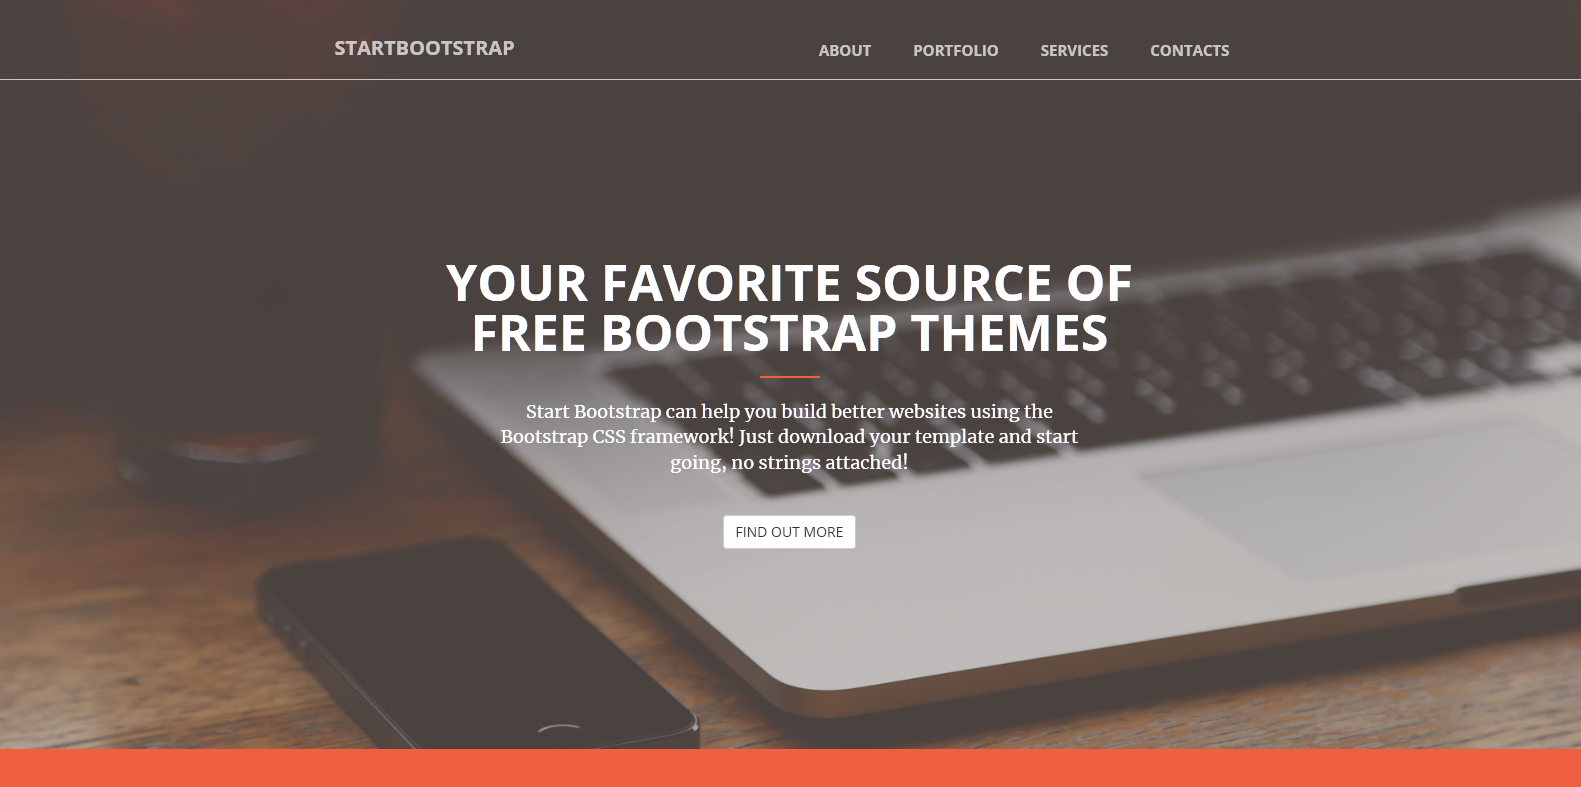 STARTBOOTSTRAP
ABOUT PORTFOLIO SERVICES CONTACTS
YOUR FAVORITE SOURCE OF
FREE BOOTSTRAP THEMES
Start Bootstrap can help you build better websites using the
Bootstrap CSS framework! Just download your template and start
going, no strings attached!
FIND OUT MORE